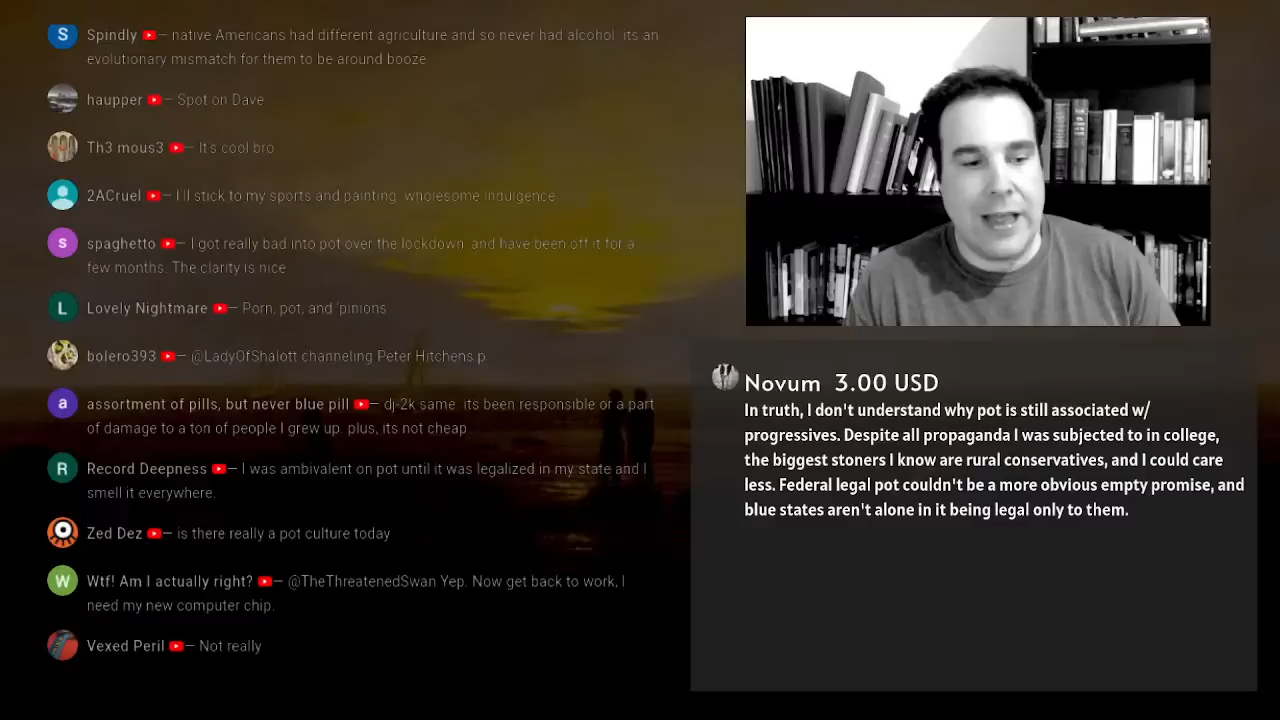 S Spindly — native Americans had different agriculture and so never had alcohol its an
evolutionary mismatch for them to be around booze
haupper — Spot on Dave
Th3 mous3 — It's cool bro
2ACruel — I'll stick to my sports and painting wholesome indulgence
s spaghetto — I got really bad into pot over the lockdown and have been off it for a
few months. The clarity is nice
L Lovely Nightmare — Porn, pot, and 'pinions
bolero393 — @LadyOfShalott channeling Peter Hitchens p
a assortment of pills, but never blue pill — dj-2k same its been responsible or a part
of damage to a ton of people I grew up. plus, its not cheap
R Record Deepness — I was ambivalent on pot until it was legalized in my state and I
smell it everywhere.
Zed Dez — is there really a pot culture today
W Wtf! Am I actually right? — @TheThreatenedSwan Yep. Now get back to work, I
need my new computer chip.
Vexed Peril — Not really
Novum 3.00 USD
In truth, I don't understand why pot is still associated w/
progressives. Despite all propaganda I was subjected to in college,
the biggest stoners I know are rural conservatives, and I could care
less. Federal legal pot couldn't be a more obvious empty promise, and
blue states aren't alone in it being legal only to them.